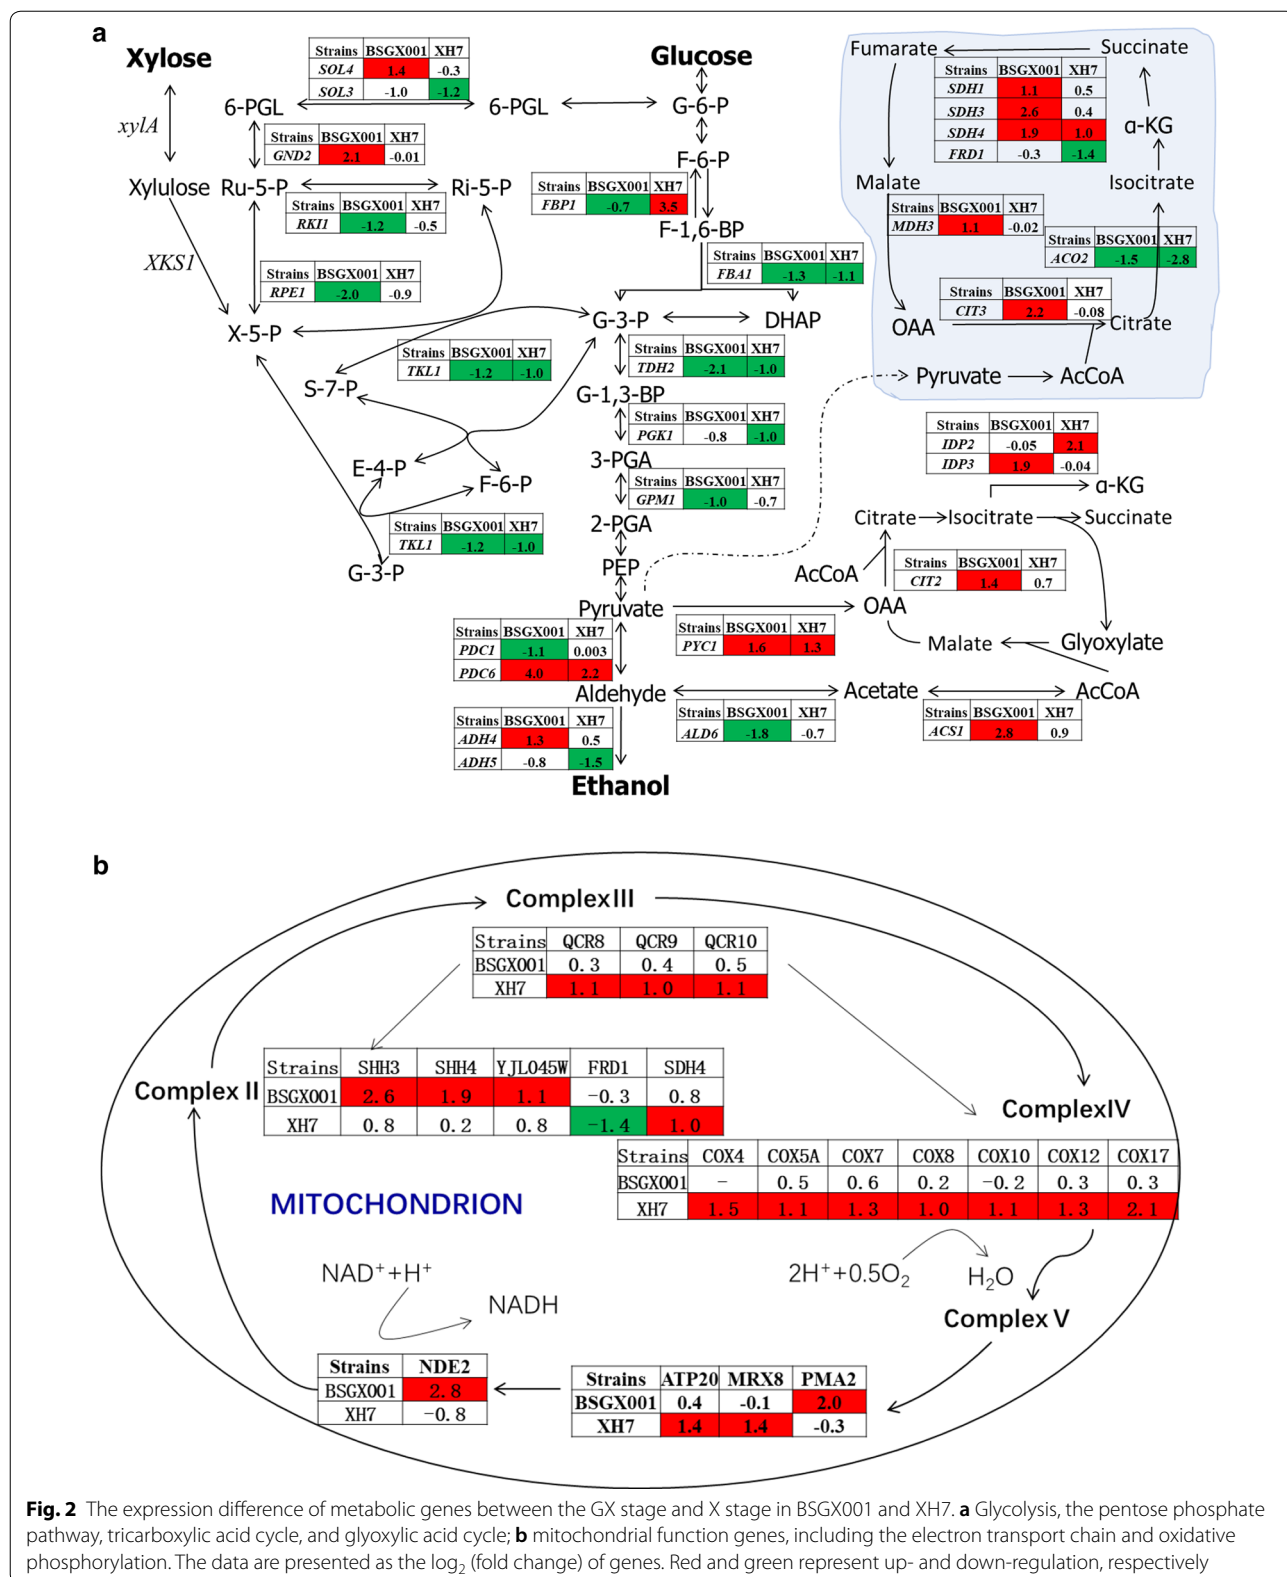 a
Xylose
Glucose
Strains BSGX001 XH7
SOL4 1.4 -0.3
SOL3 -1.0 -1.2
6-PGL
6-PGL
G-6-P
xylA
Strains BSGX001 XH7
GND2 2.1 -0.01
F-6-P
Xylulose
Ru-5-P
Ri-5-P
Strains BSGX001 XH7
FBP1 -0.7 3.5
Strains BSGX001 XH7
RKI1 -1.2 -0.5
F-1,6-BP
XKS1
Strains BSGX001 XH7
FBA1 -1.3 -1.1
Strains BSGX001 XH7
RPE1 -2.0 -0.9
X-5-P
G-3-P
DHAP
Strains BSGX001 XH7
TKL1 -1.2 -1.0
Strains BSGX001 XH7
TDH2 -2.1 -1.0
S-7-P
G-1,3-BP
Strains BSGX001 XH7
PGK1 -0.8 -1.0
E-4-P
F-6-P
3-PGA
Strains BSGX001 XH7
GPM1 -1.0 -0.7
2-PGA
Strains BSGX001 XH7
TKL1 -1.2 -1.0
G-3-P
PEP
Pyruvate
Strains BSGX001 XH7
PDC1 -1.1 0.003
PDC6 4.0 2.2
Aldehyde
Strains BSGX001 XH7
ADH4 1.3 0.5
ADH5 -0.8 -1.5
Ethanol
Fumarate
Succinate
Strains BSGX001 XH7
SDH1 1.1 0.5
SDH3 2.6 0.4
SDH4 1.9 1.0
FRD1 -0.3 -1.4
α-KG
Malate
Isocitrate
Strains BSGX001 XH7
MDH3 1.1 -0.02
Strains BSGX001 XH7
ACO2 -1.5 -2.8
Strains BSGX001 XH7
CIT3 2.2 -0.08
OAA
Citrate
Pyruvate
AcCoA
Strains BSGX001 XH7
IDP2 -0.05 2.1
IDP3 1.9 -0.04
α-KG
Citrate
Isocitrate
Succinate
AcCoA
Strains BSGX001 XH7
CIT2 1.4 0.7
OAA
Strains BSGX001 XH7
PYC1 1.6 1.3
Malate
Glyoxylate
Acetate
AcCoA
Strains BSGX001 XH7
ALD6 -1.8 -0.7
Strains BSGX001 XH7
ACS1 2.8 0.9
b
Complex III
Strains QCR8 QCR9 QCR10
BSGX001 0.3 0.4 0.5
XH7 1.1 1.0 1.1
Complex II
Strains SHH3 SHH4 YJL045W FRD1 SDH4
BSGX001 2.6 1.9 1.1 -0.3 0.8
XH7 0.8 0.2 0.8 -1.4 1.0
ComplexIV
Strains COX4 COX5A COX7 COX8 COX10 COX12 COX17
BSGX001 - 0.5 0.6 0.2 -0.2 0.3 0.3
XH7 1.5 1.1 1.3 1.0 1.1 1.3 2.1
MITOCHONDRION
NAD⁺+H⁺
NADH
2H⁺+0.5O₂
H₂O
Complex V
Strains NDE2
BSGX001 2.8
XH7 -0.8
Strains ATP20 MRX8 PMA2
BSGX001 0.4 -0.1 2.0
XH7 1.4 1.4 -0.3
Fig. 2 The expression difference of metabolic genes between the GX stage and X stage in BSGX001 and XH7. a Glycolysis, the pentose phosphate
pathway, tricarboxylic acid cycle, and glyoxylic acid cycle; b mitochondrial function genes, including the electron transport chain and oxidative
phosphorylation. The data are presented as the log₂ (fold change) of genes. Red and green represent up- and down-regulation, respectively